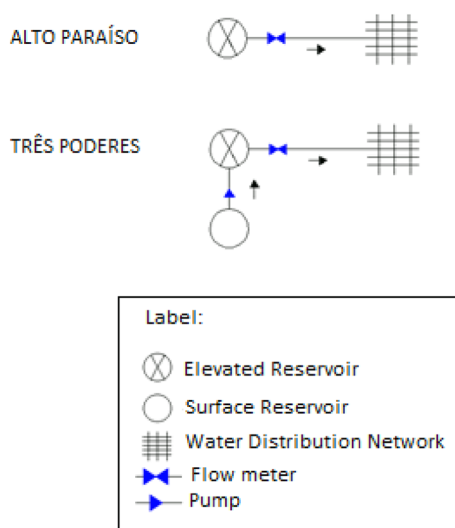 ALTO PARAÍSO
TRÊS PODERES
Label:
Elevated Reservoir
Surface Reservoir
Water Distribution Network
Flow meter
Pump